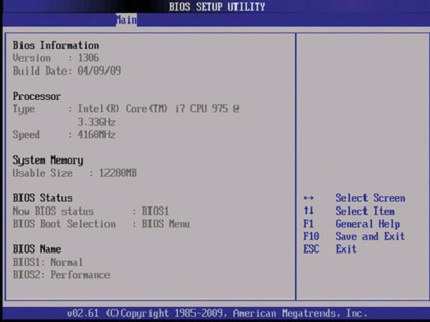 BIOS SETUP UTILITY
Main
Bios Information
Version : 1306
Build Date: 04/09/09
Processor
Type : Intel(R) Core(TM) i7 CPU 975 @
3.33GHz
Speed : 4160MHz
System Memory
Usable Size : 12280MB
BIOS Status
Now BIOS status : BIOS1
BIOS Boot Selection : BIOS Menu
BIOS Name
BIOS1: Normal
BIOS2: Performance
↔ Select Screen
↑↓ Select Item
F1 General Help
F10 Save and Exit
ESC Exit
v02.61 (C)Copyright 1985-2009, American Megatrends, Inc.